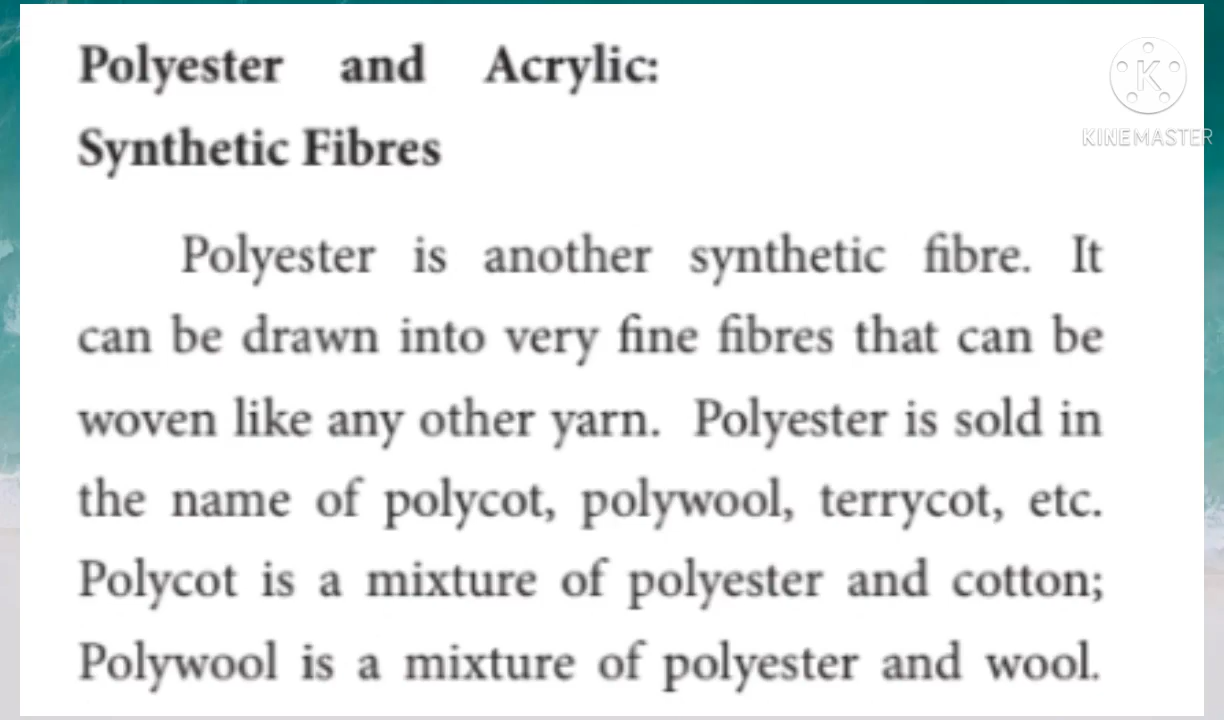 Polyester and Acrylic:
KINEMASTER
Synthetic Fibres
Polyester is another synthetic fibre. It
can be drawn into very fine fibres that can be
woven like any other yarn. Polyester is sold in
the name of polycot, polywool, terrycot, etc.
Polycot is a mixture of polyester and cotton;
Polywool is a mixture of polyester and wool.